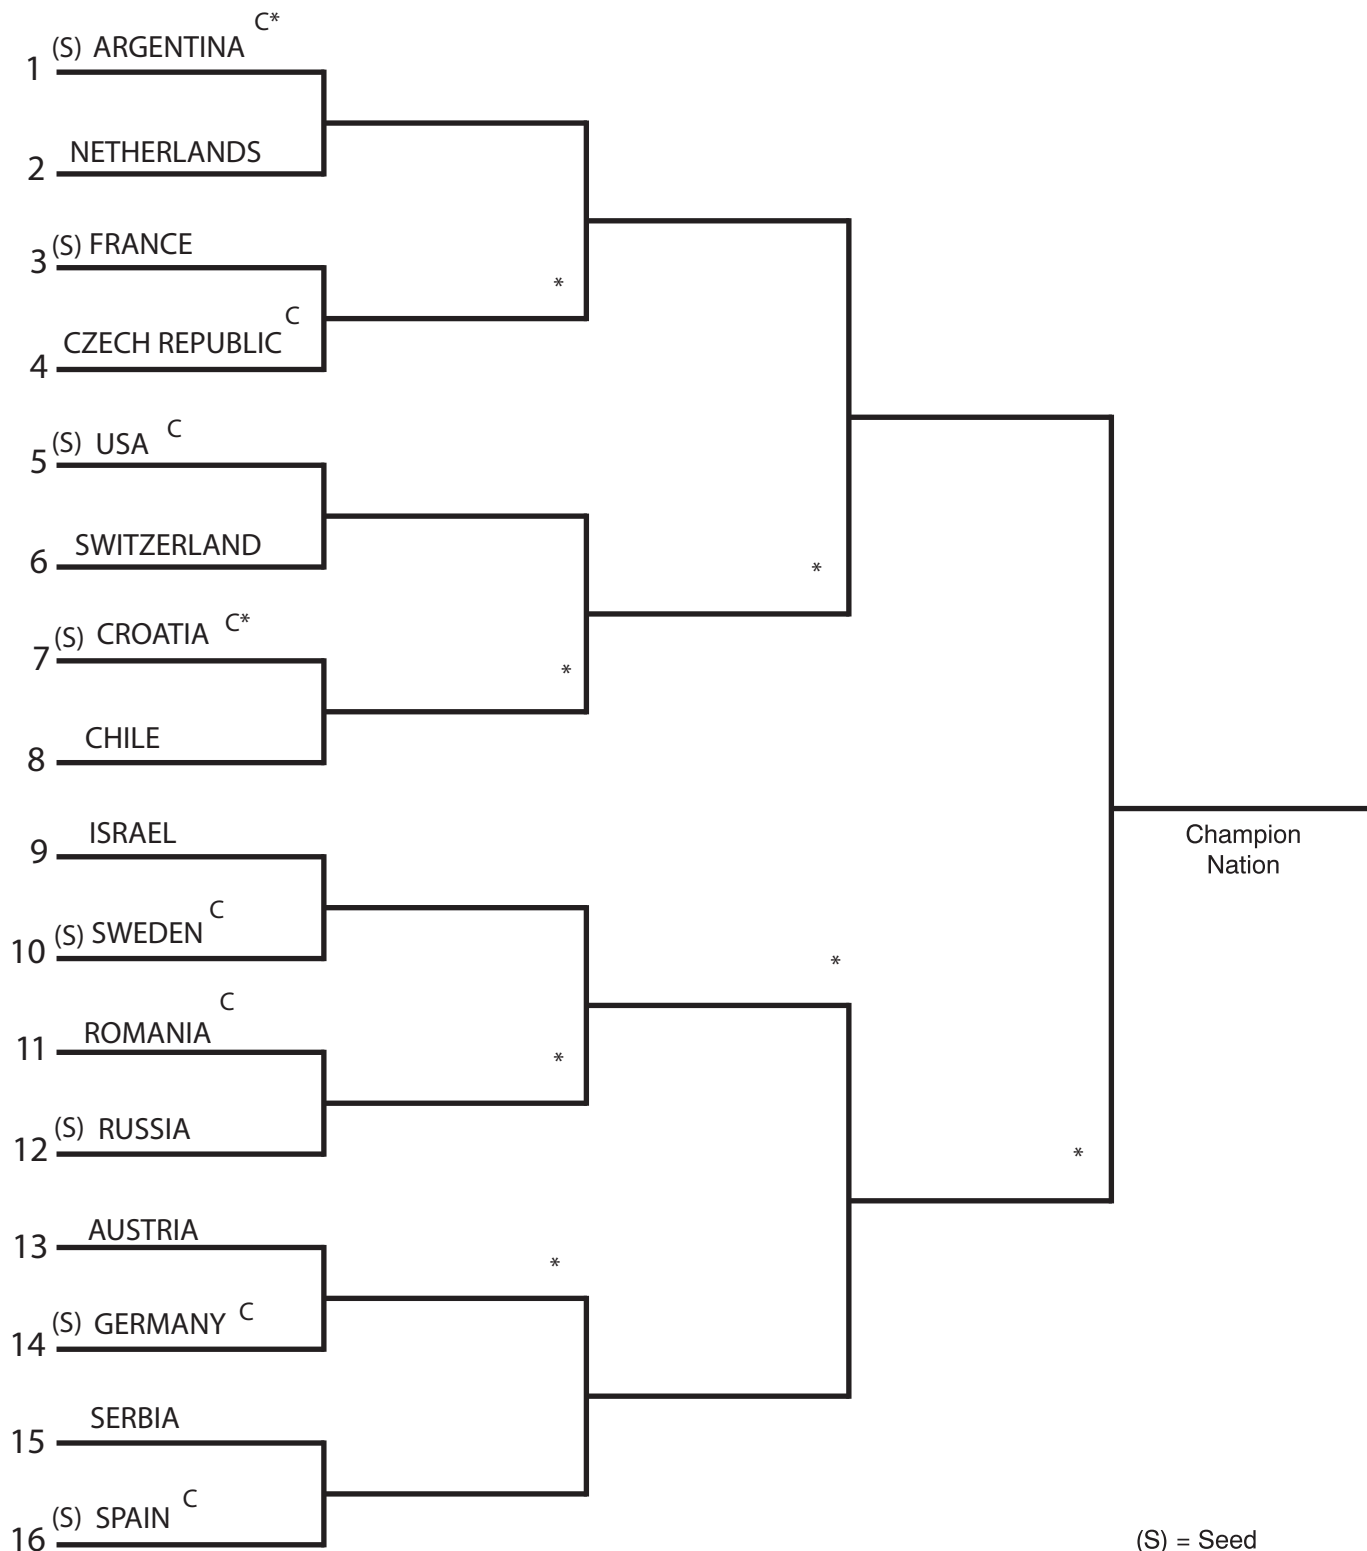 C*
1 (S) ARGENTINA
2 NETHERLANDS
3 (S) FRANCE
*
C
4 CZECH REPUBLIC
C
5 (S) USA
6 SWITZERLAND
*
C*
7 (S) CROATIA
*
8 CHILE
9 ISRAEL
Champion
Nation
C
10 (S) SWEDEN
*
C
11 ROMANIA
*
12 (S) RUSSIA
*
13 AUSTRIA
*
C
14 (S) GERMANY
15 SERBIA
C
16 (S) SPAIN
(S) = Seed